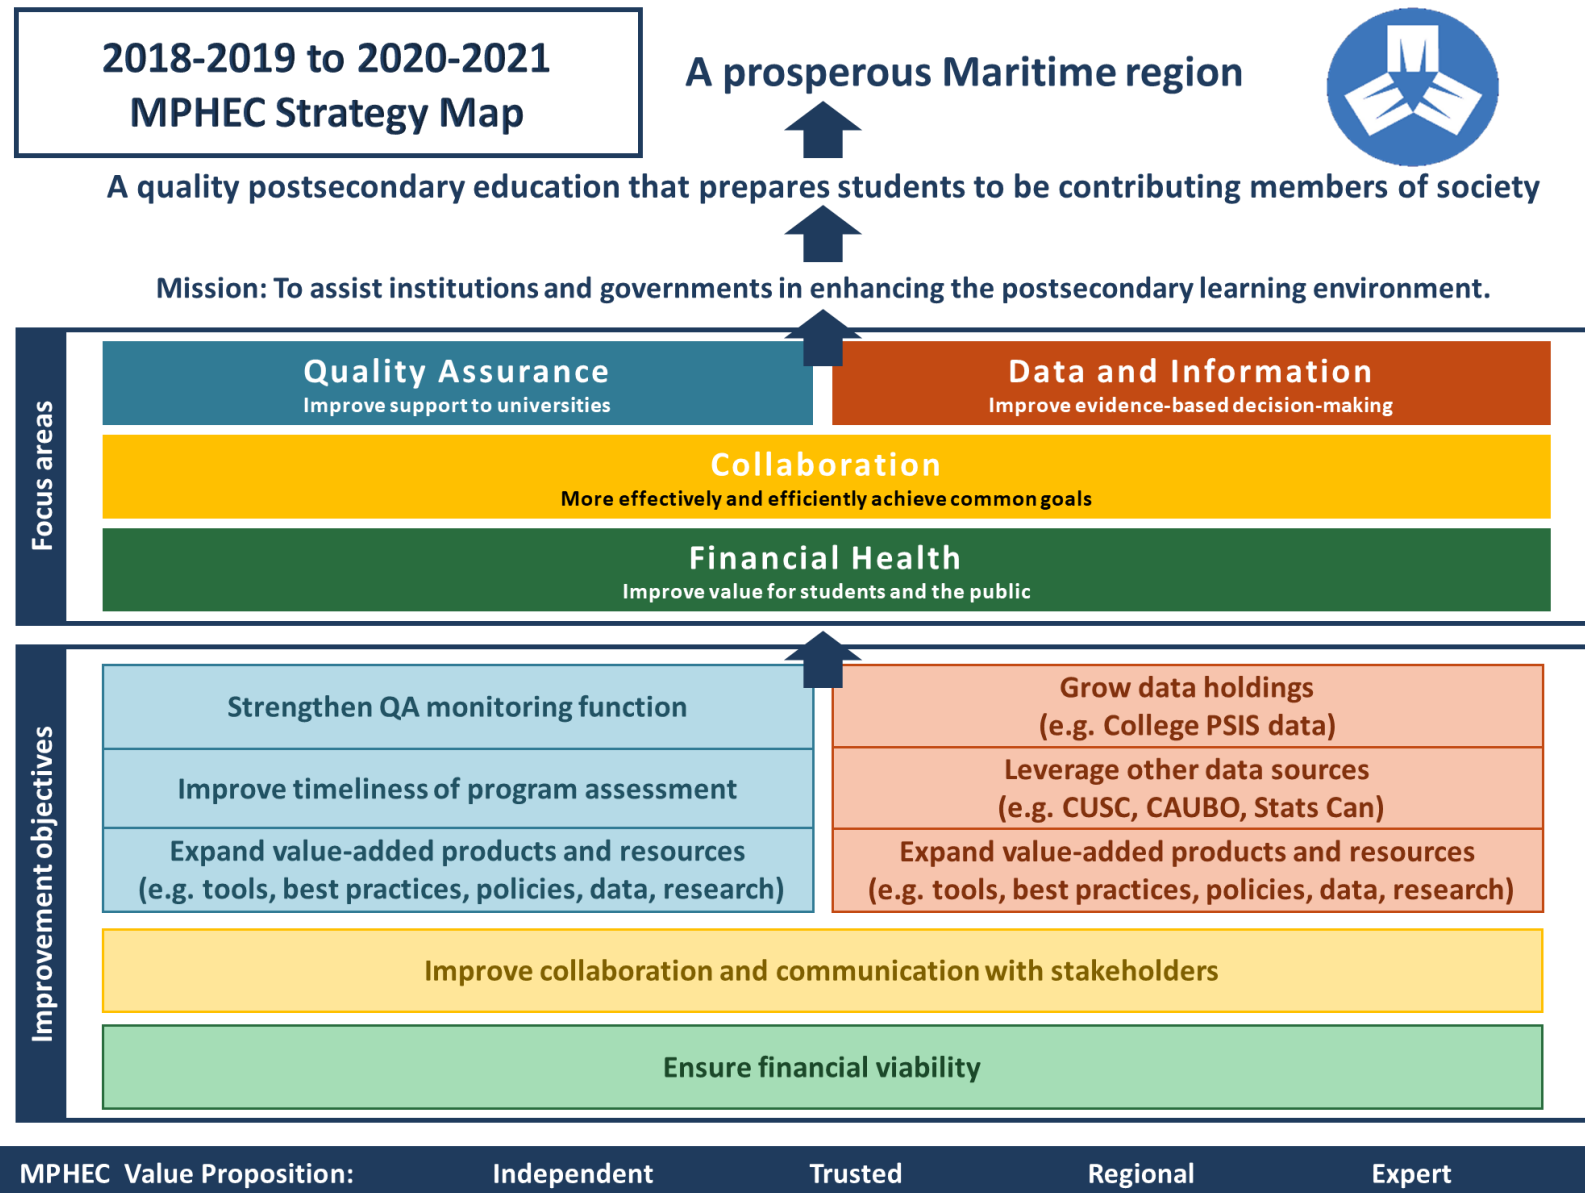 2018-2019 to 2020-2021
MPHEC Strategy Map
A prosperous Maritime region
M
A quality postsecondary education that prepares students to be contributing members of society
Mission: To assist institutions and governments in enhancing the postsecondary learning environment.
Focus areas
Quality Assurance
Improve support to universities
Data and Information
Improve evidence-based decision-making
Collaboration
More effectively and efficiently achieve common goals
Financial Health
Improve value for students and the public
Improvement objectives
Strengthen QA monitoring function
Improve timeliness of program assessment
Expand value-added products and resources
(e.g. tools, best practices, policies, data, research)
Grow data holdings
(e.g. College PSIS data)
Leverage other data sources
(e.g. CUSC, CAUBO, Stats Can)
Expand value-added products and resources
(e.g. tools, best practices, policies, data, research)
Improve collaboration and communication with stakeholders
Ensure financial viability
MPHEC Value Proposition: Independent Trusted Regional Expert